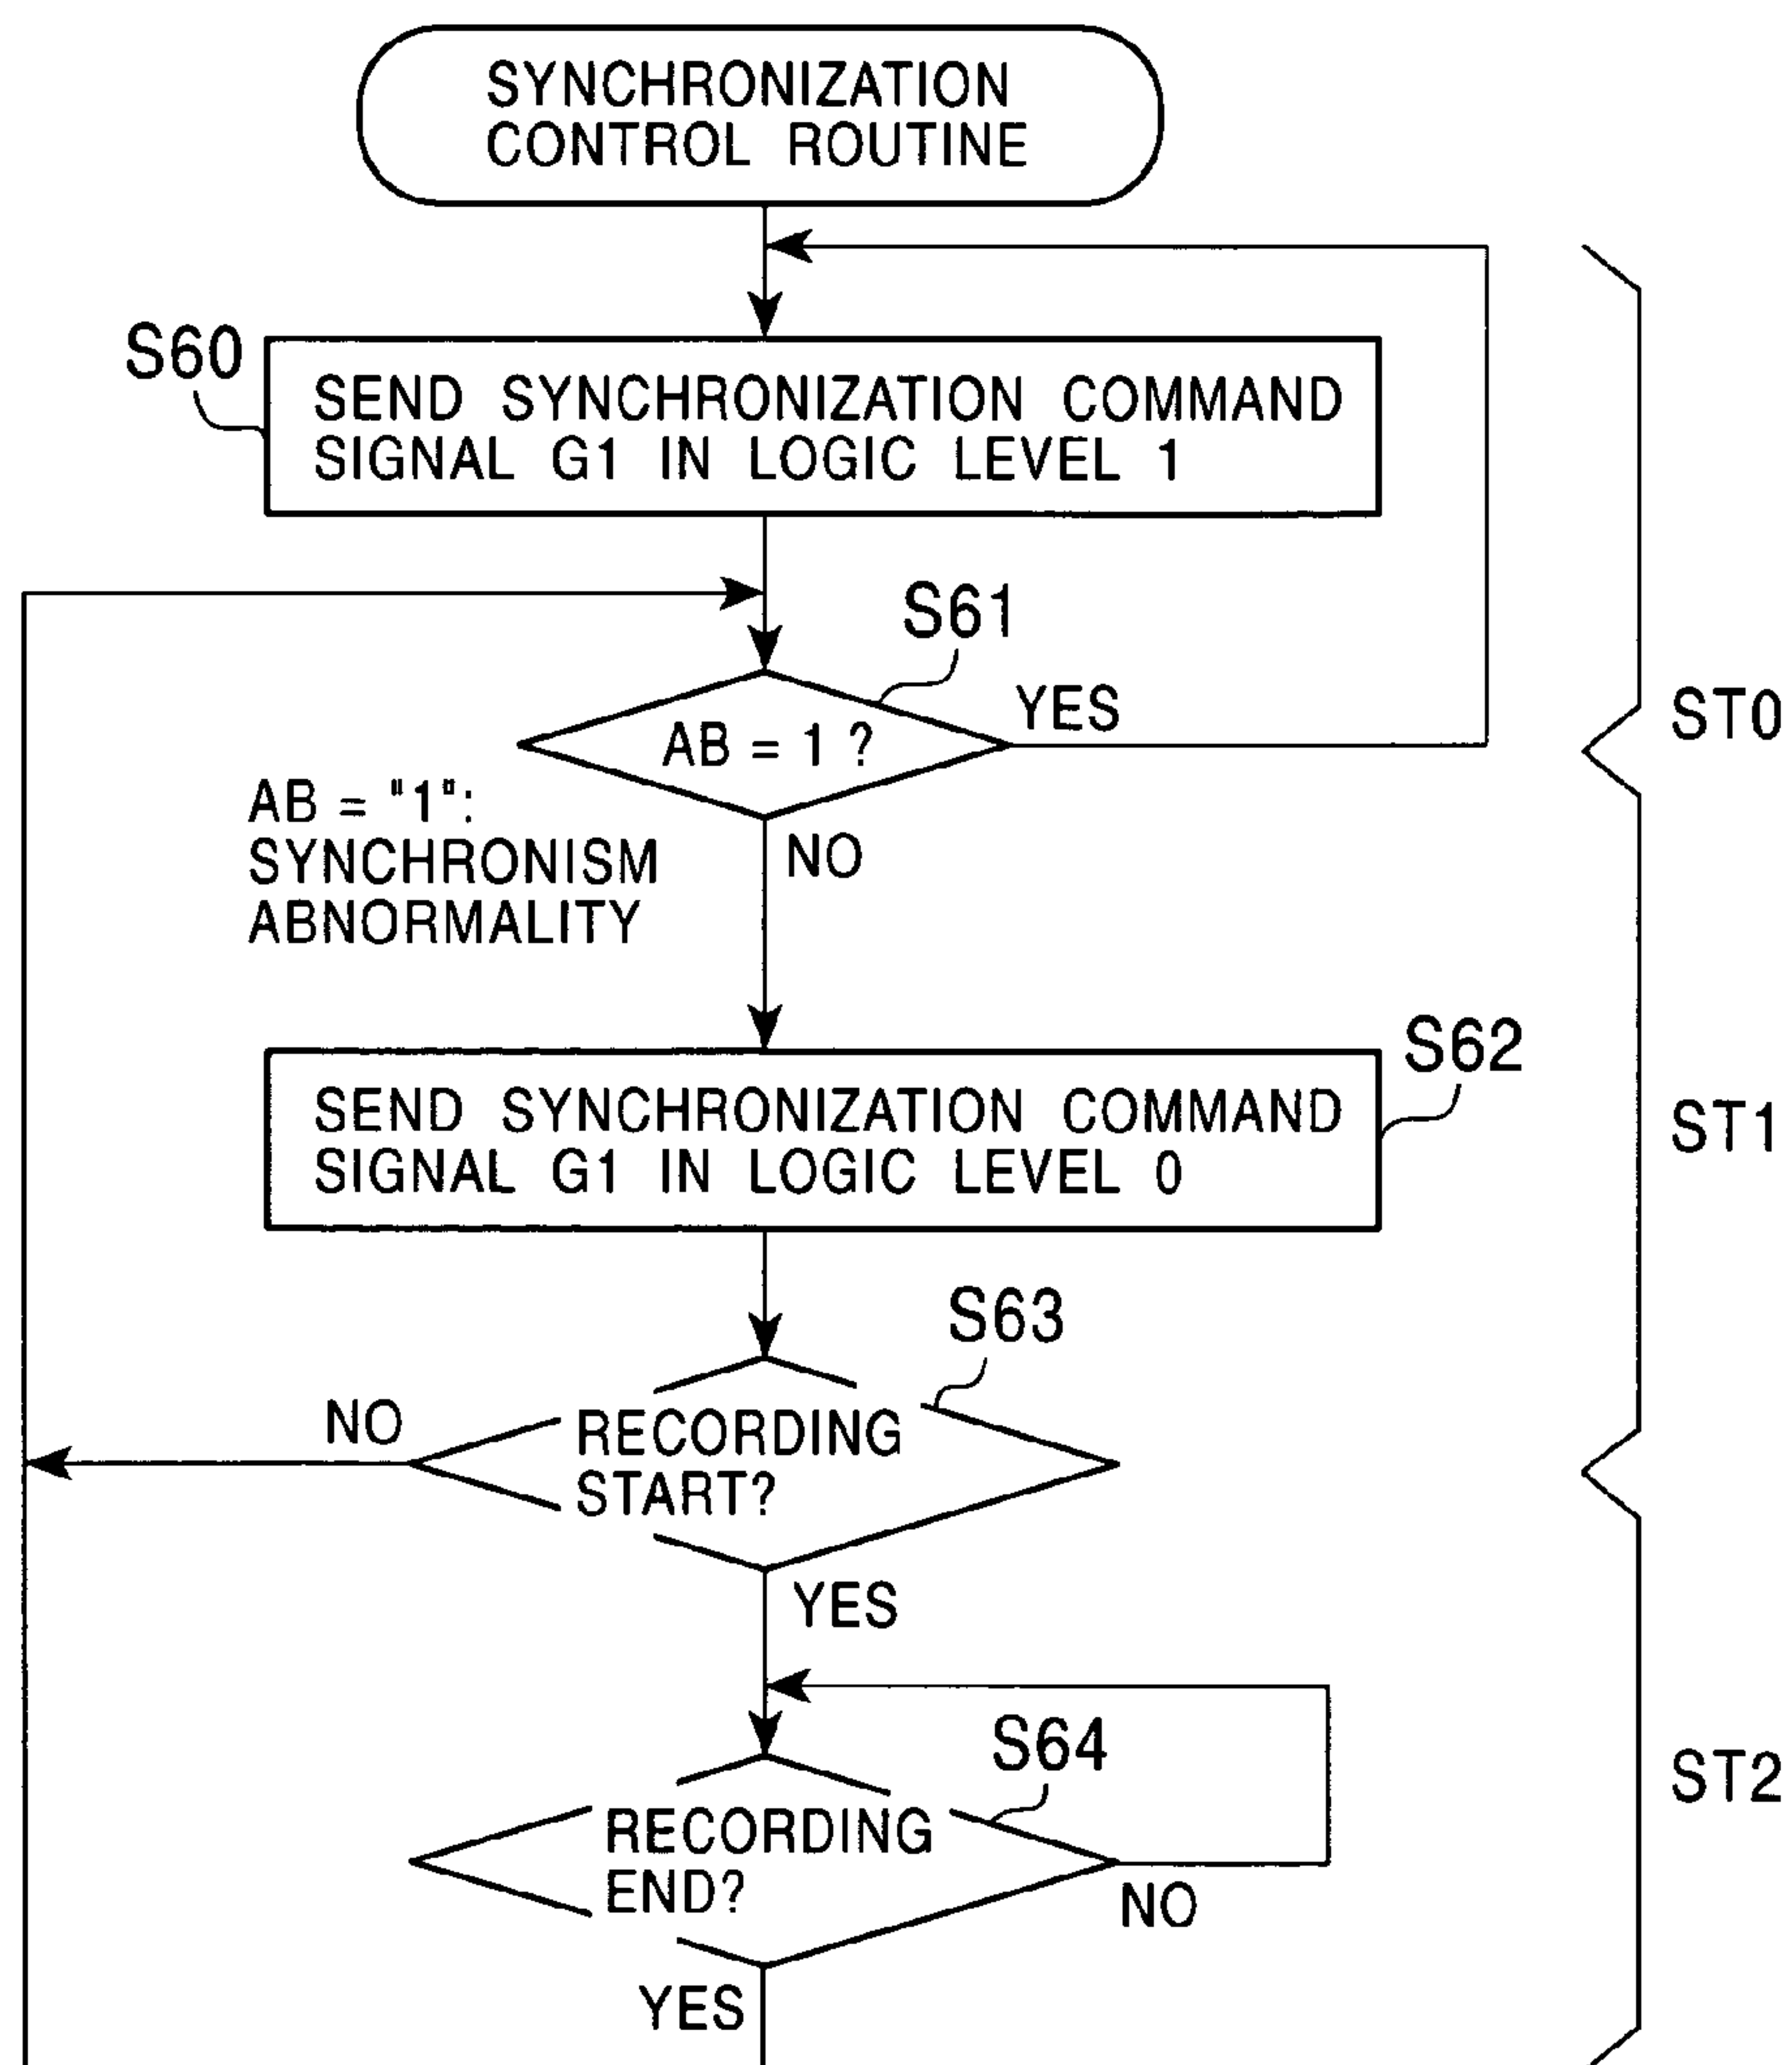 SYNCHRONIZATION
CONTROL ROUTINE
S60
SEND SYNCHRONIZATION COMMAND
SIGNAL G1 IN LOGIC LEVEL 1
S61
YES
ST0
AB = 1 ?
AB = "1":
SYNCHRONISM
ABNORMALITY
NO
S62
SEND SYNCHRONIZATION COMMAND
SIGNAL G1 IN LOGIC LEVEL 0
ST1
S63
NO
RECORDING
START?
YES
S64
ST2
RECORDING
END?
NO
YES